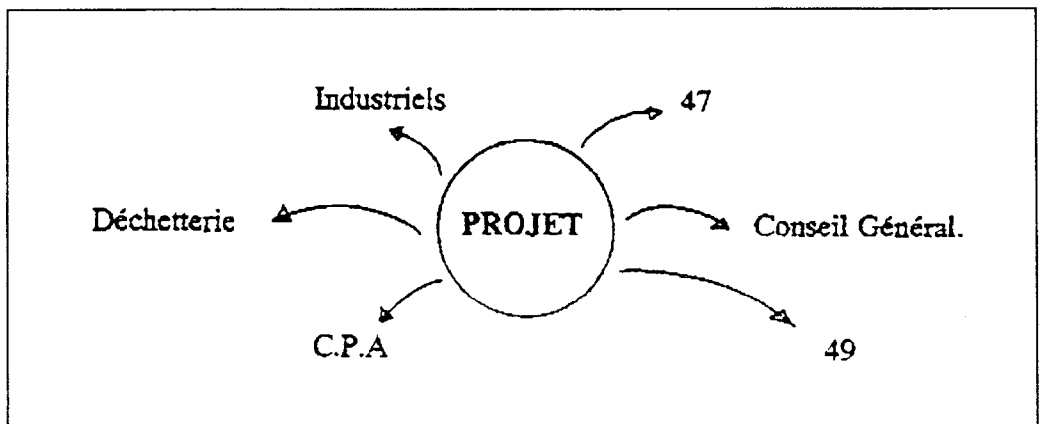 Industriels
47
Déchetterie
PROJET
Conseil Général.
C.P.A
49